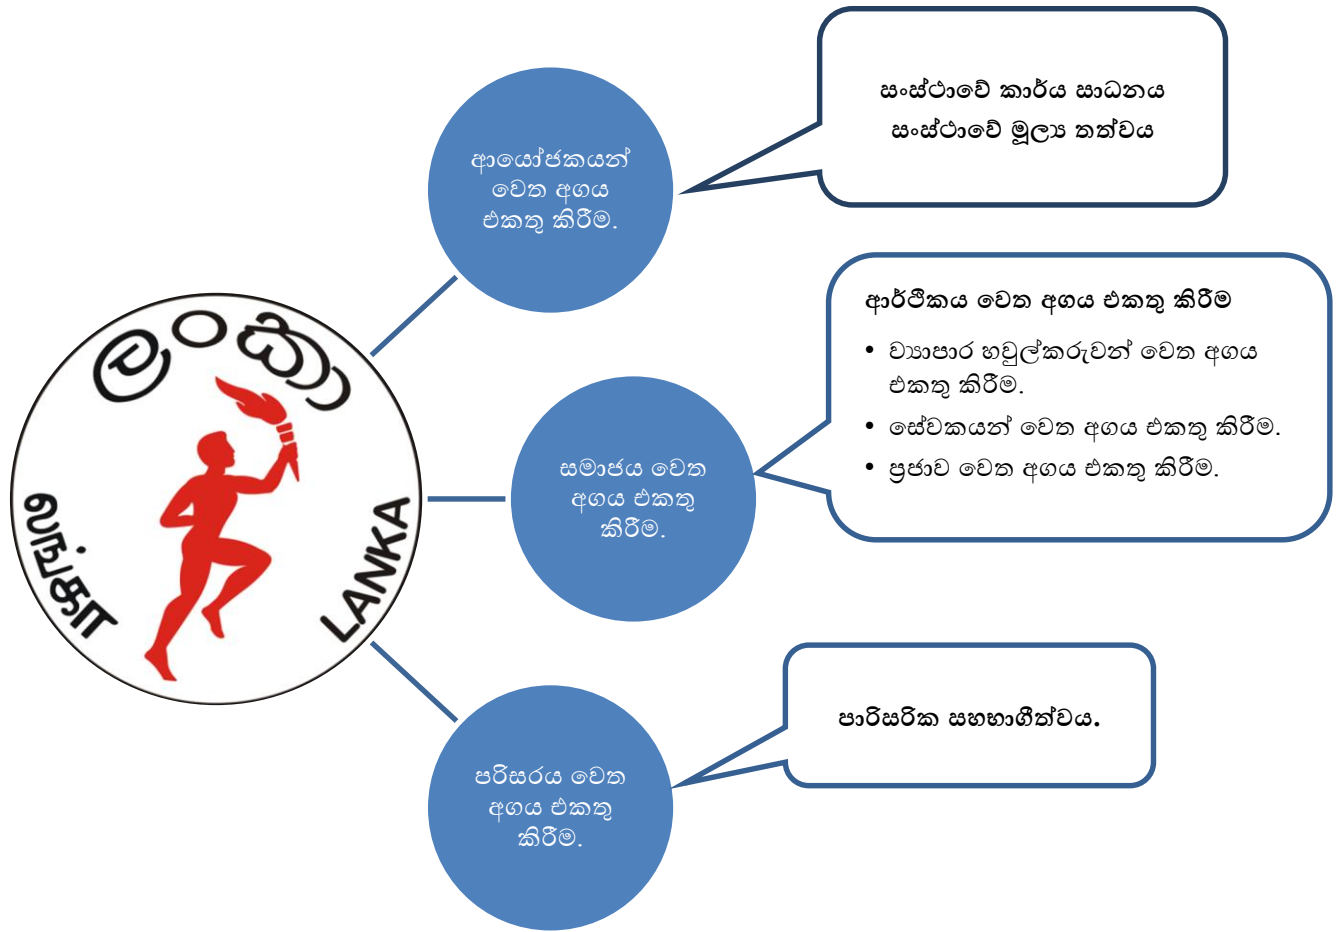 ලංකා
லங்கா
LANKA
ආයෝජකයන්
වෙත අගය
එකතු කිරීම.
සංස්ථාවේ කාර්ය සාධනය
සංස්ථාවේ මූල්‍ය තත්වය
සමාජය වෙත
අගය එකතු
කිරීම.
ආර්ථිකය වෙත අගය එකතු කිරීම
• ව්‍යාපාර හවුල්කරුවන් වෙත අගය
එකතු කිරීම.
• සේවකයන් වෙත අගය එකතු කිරීම.
• ප්‍රජාව වෙත අගය එකතු කිරීම.
පරිසරය වෙත
අගය එකතු
කිරීම.
පාරිසරික සහභාගීත්වය.